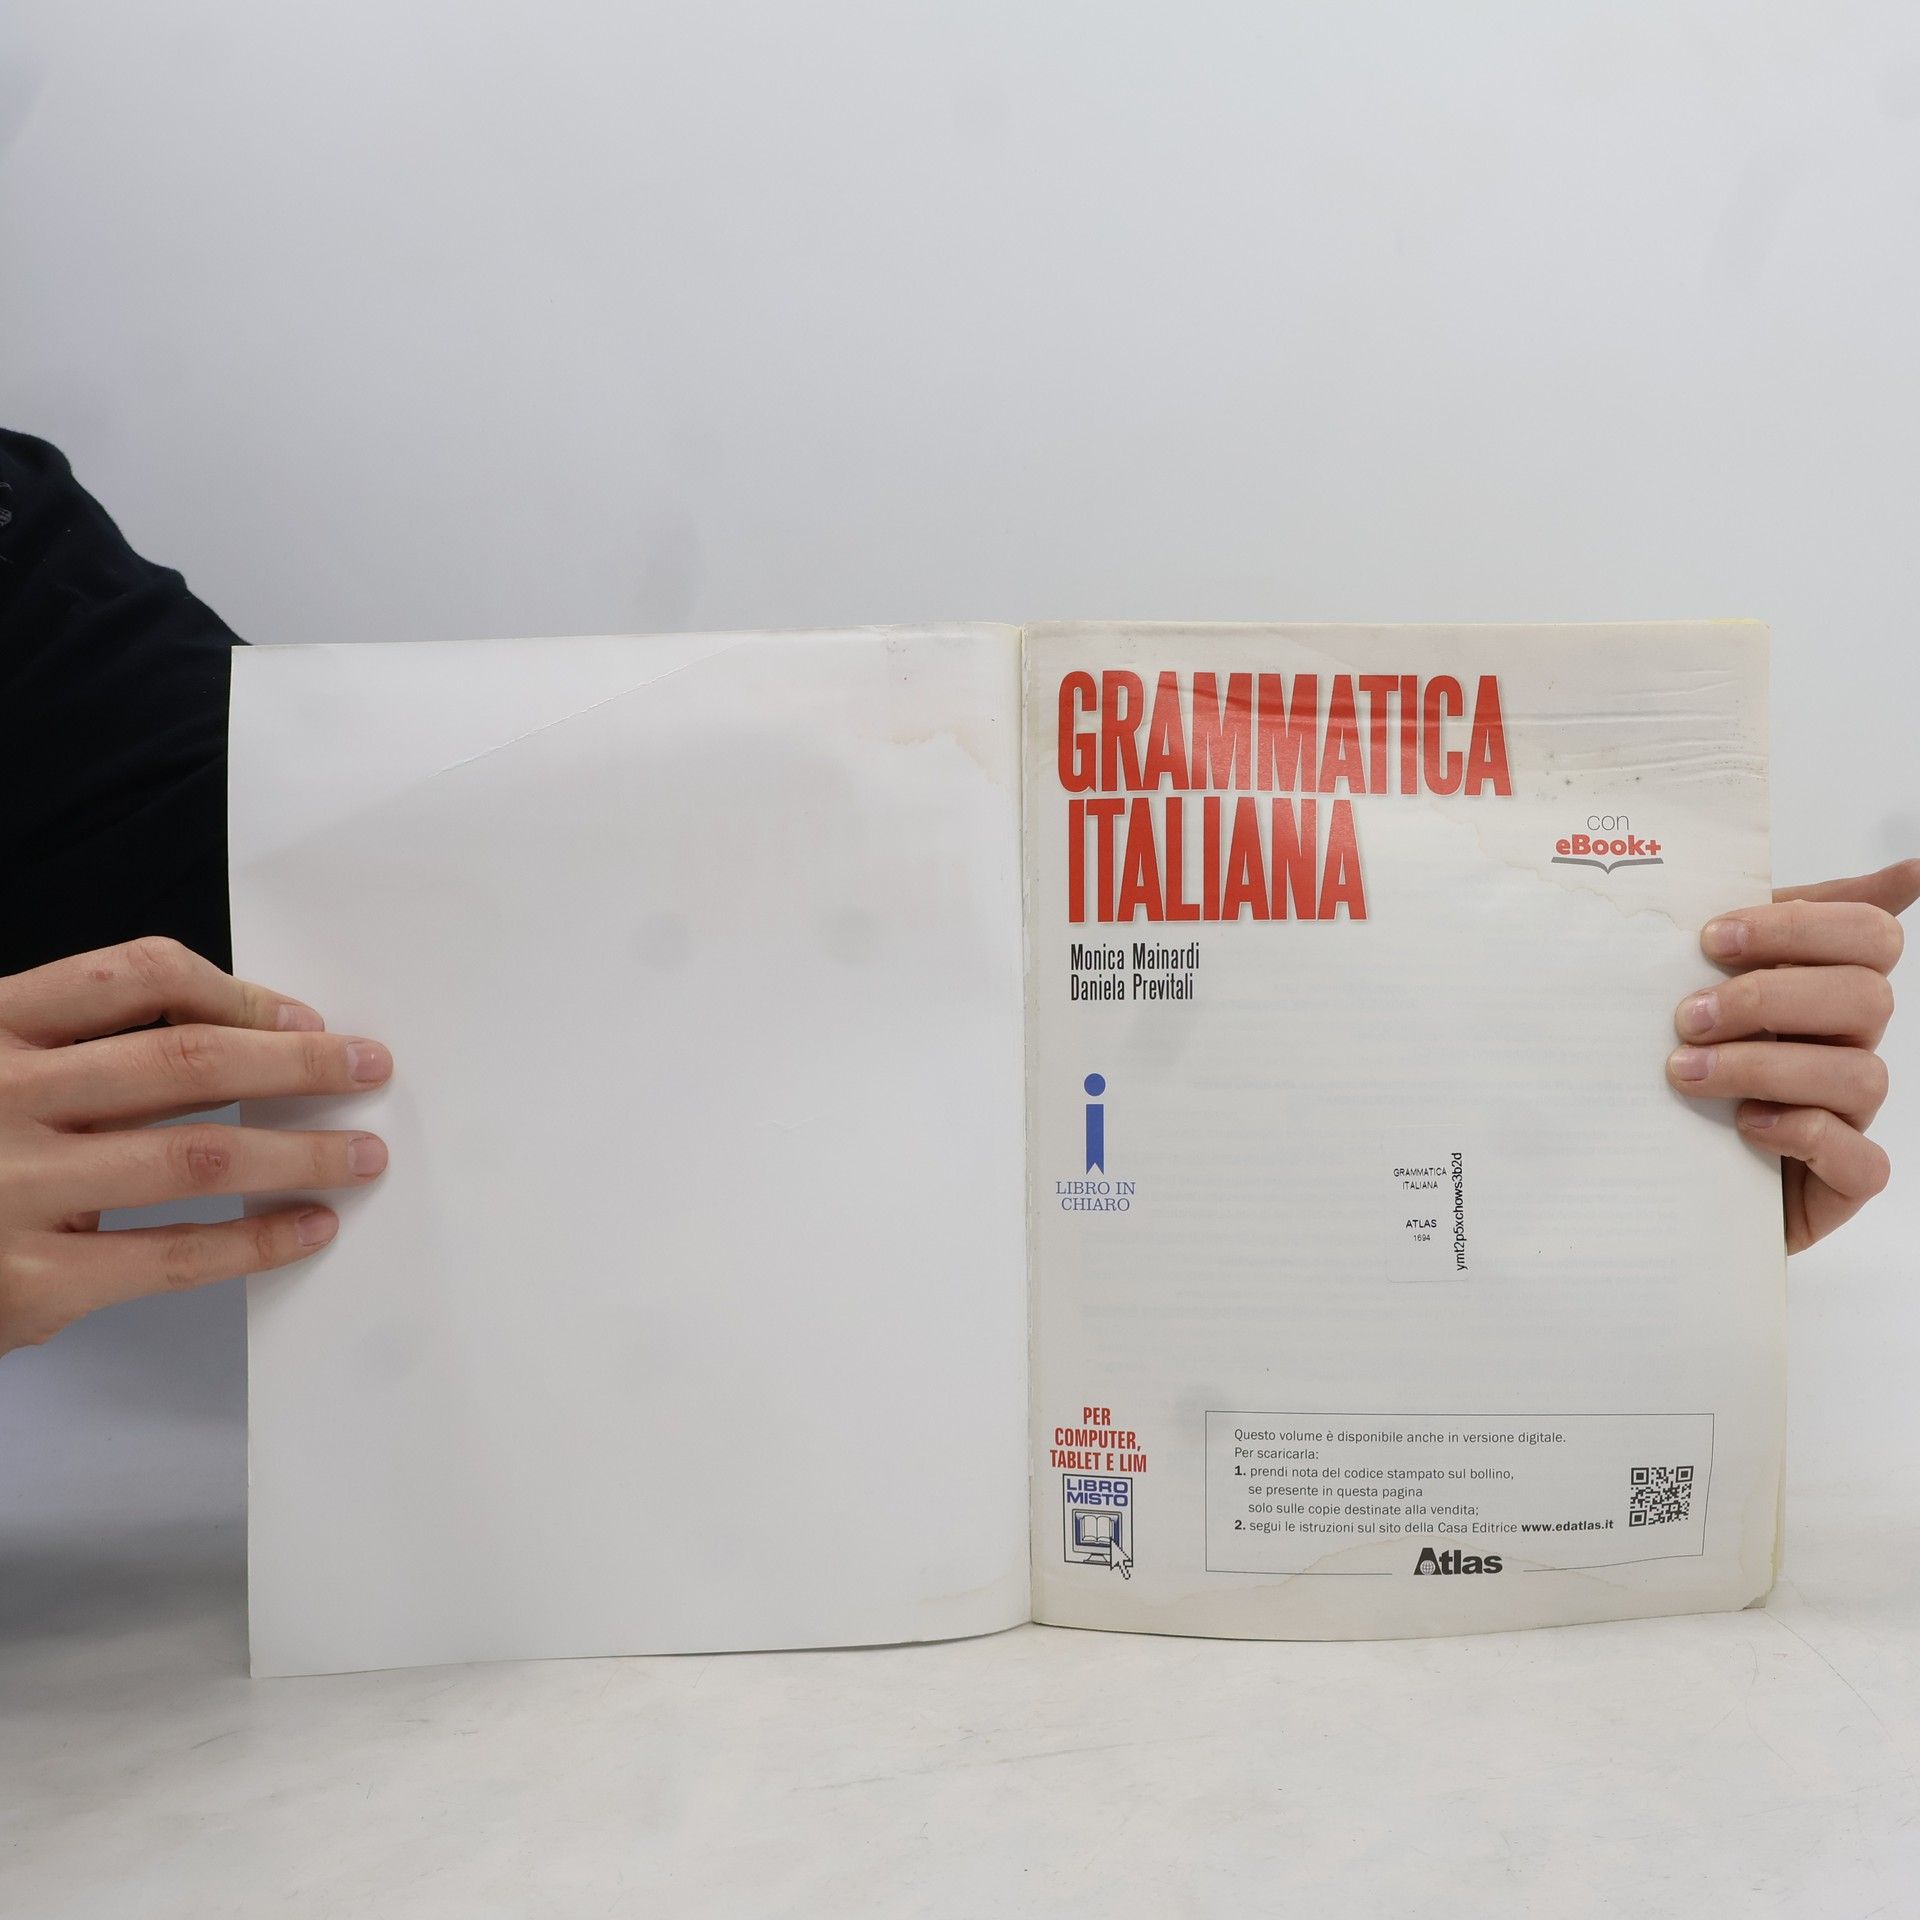 GRAMMATICA
ITALIANA
con
eBook+
Monica Mainardi
Daniela Previtali
LIBRO IN
CHIARO
GRAMMATICA
ITALIANA
ATLAS
1694
ymt2p5xchows3b2d
PER
COMPUTER,
TABLET E LIM
LIBRO
MISTO
Questo volume è disponibile anche in versione digitale.
Per scaricarla:
1. prendi nota del codice stampato sul bollino,
se presente in questa pagina
solo sulle copie destinate alla vendita;
2. segui le istruzioni sul sito della Casa Editrice www.edatlas.it
Atlas